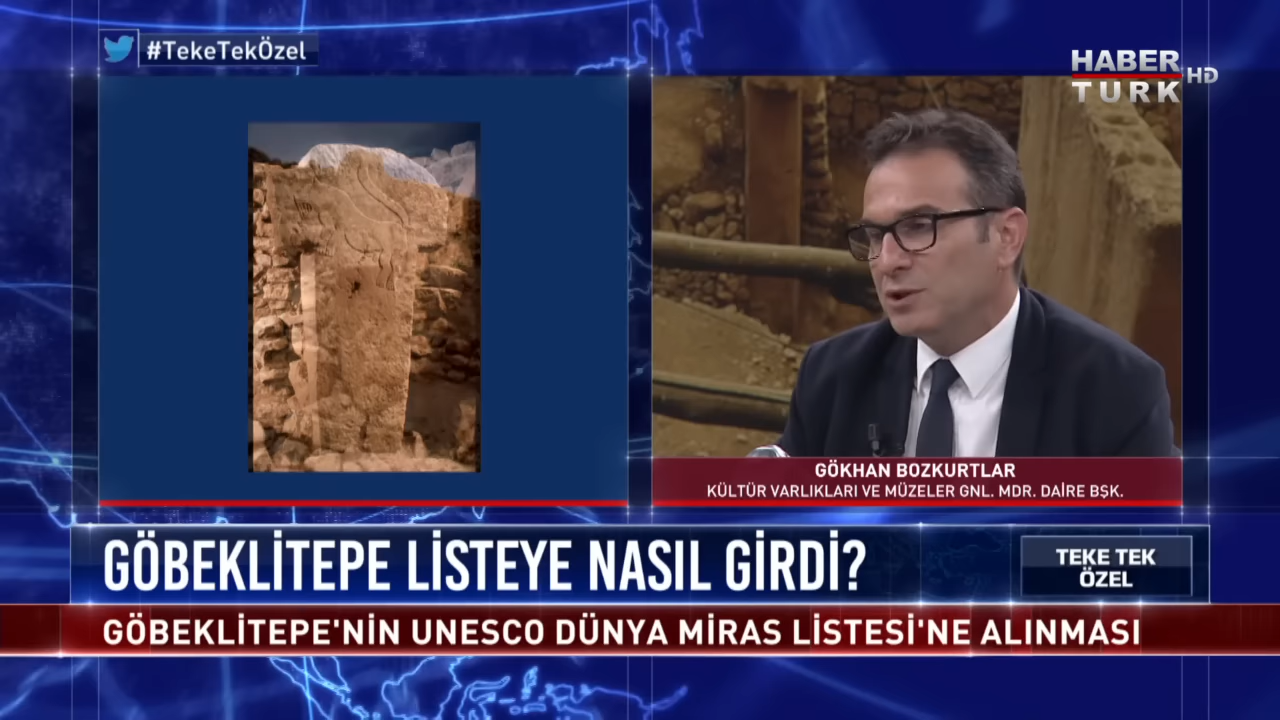 #TekeTekÖzel
HABER
TURK HD
GÖKHAN BOZKURTLAR
KÜLTÜR VARLIKLARI VE MÜZELER GNL. MDR. DAİRE BŞK.
GÖBEKLİTEPE LİSTEYE NASIL GİRDİ?
TEKE TEK
ÖZEL
GÖBEKLİTEPE'NİN UNESCO DÜNYA MİRAS LİSTESİ'NE ALINMASI